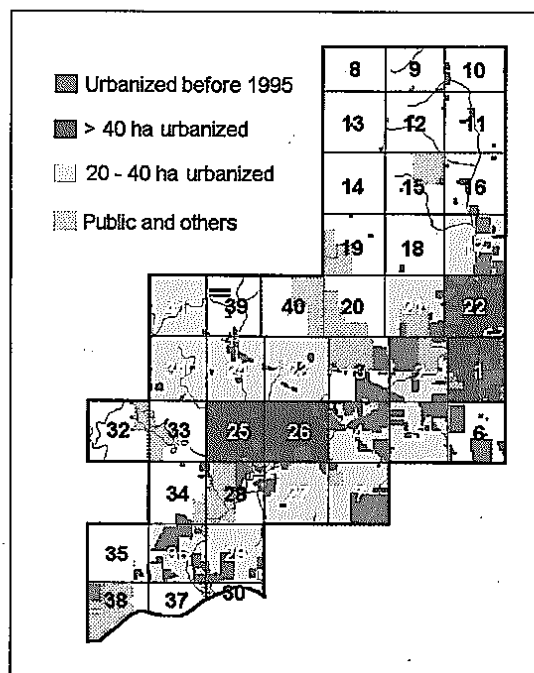 8 9 10
Urbanized before 1995
> 40 ha urbanized
13 12 11
20 - 40 ha urbanized
14 15 16
Public and others
19 18
39 40 20 22
3 1
32 33 25 26 6
34 28
35
38 37 30